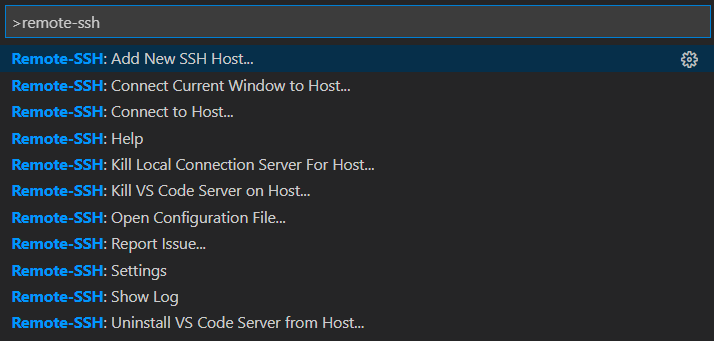 >remote-ssh
Remote-SSH: Add New SSH Host...
Remote-SSH: Connect Current Window to Host...
Remote-SSH: Connect to Host...
Remote-SSH: Help
Remote-SSH: Kill Local Connection Server For Host...
Remote-SSH: Kill VS Code Server on Host...
Remote-SSH: Open Configuration File...
Remote-SSH: Report Issue...
Remote-SSH: Settings
Remote-SSH: Show Log
Remote-SSH: Uninstall VS Code Server from Host...